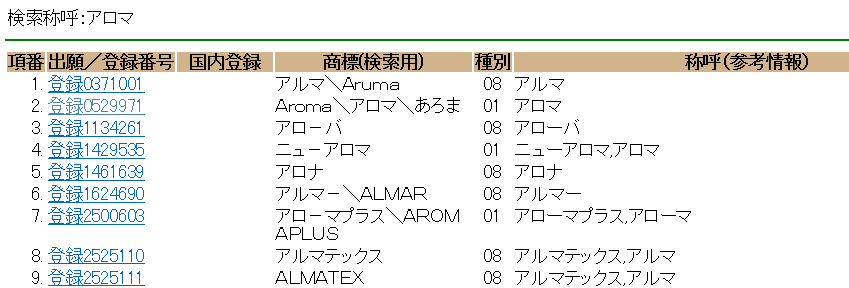 検索称呼:アロマ
項番 出願／登録番号 国内登録 商標(検索用) 種別 称呼(参考情報)
1. 登録0371001 アルマ＼Aruma 08 アルマ
2. 登録0529971 Aroma＼アロマ＼あろま 01 アロマ
3. 登録1134261 アローバ 08 アローバ
4. 登録1429535 ニューアロマ 01 ニューアロマ,アロマ
5. 登録1461639 アロナ 08 アロナ
6. 登録1624690 アルマー＼ALMAR 08 アルマー
7. 登録2500603 アローマプラス＼AROM 01 アローマプラス,アローマ
APLUS
8. 登録2525110 アルマテックス 08 アルマテックス,アルマ
9. 登録2525111 ALMATEX 08 アルマテックス,アルマ